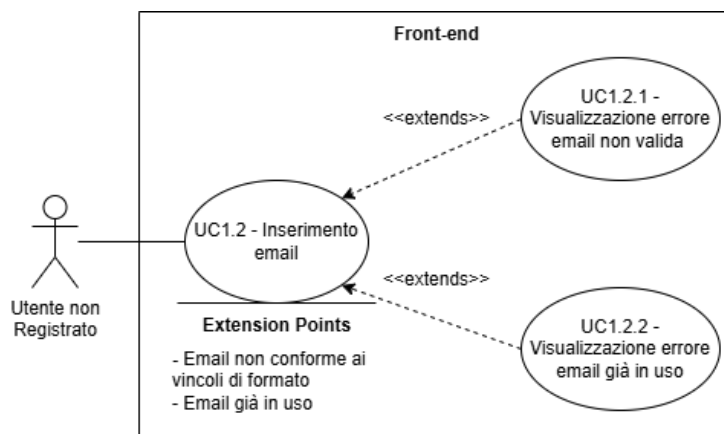 Front-end
UC1.2.1 -
Visualizzazione errore
email non valida
<<extends>>
UC1.2 - Inserimento
email
Utente non
Registrato
<<extends>>
Extension Points
- Email non conforme ai
vincoli di formato
- Email già in uso
UC1.2.2 -
Visualizzazione errore
email già in uso